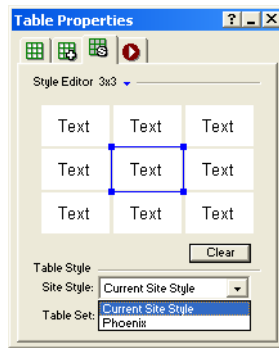 Table Properties
Style Editor 3x3
Text Text Text
Text Text Text
Text Text Text
Clear
Table Style
Site Style: Current Site Style
Current Site Style
Table Set:
Phoenix